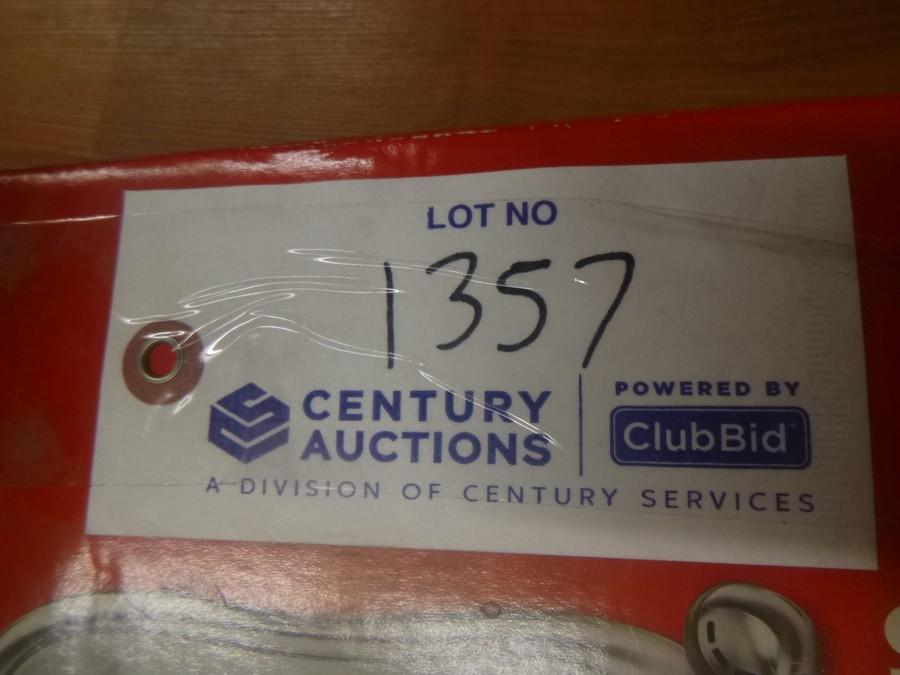 LOT NO
1357
CENTURY
AUCTIONS
A DIVISION OF CENTURY SERVICES
POWERED BY
ClubBid